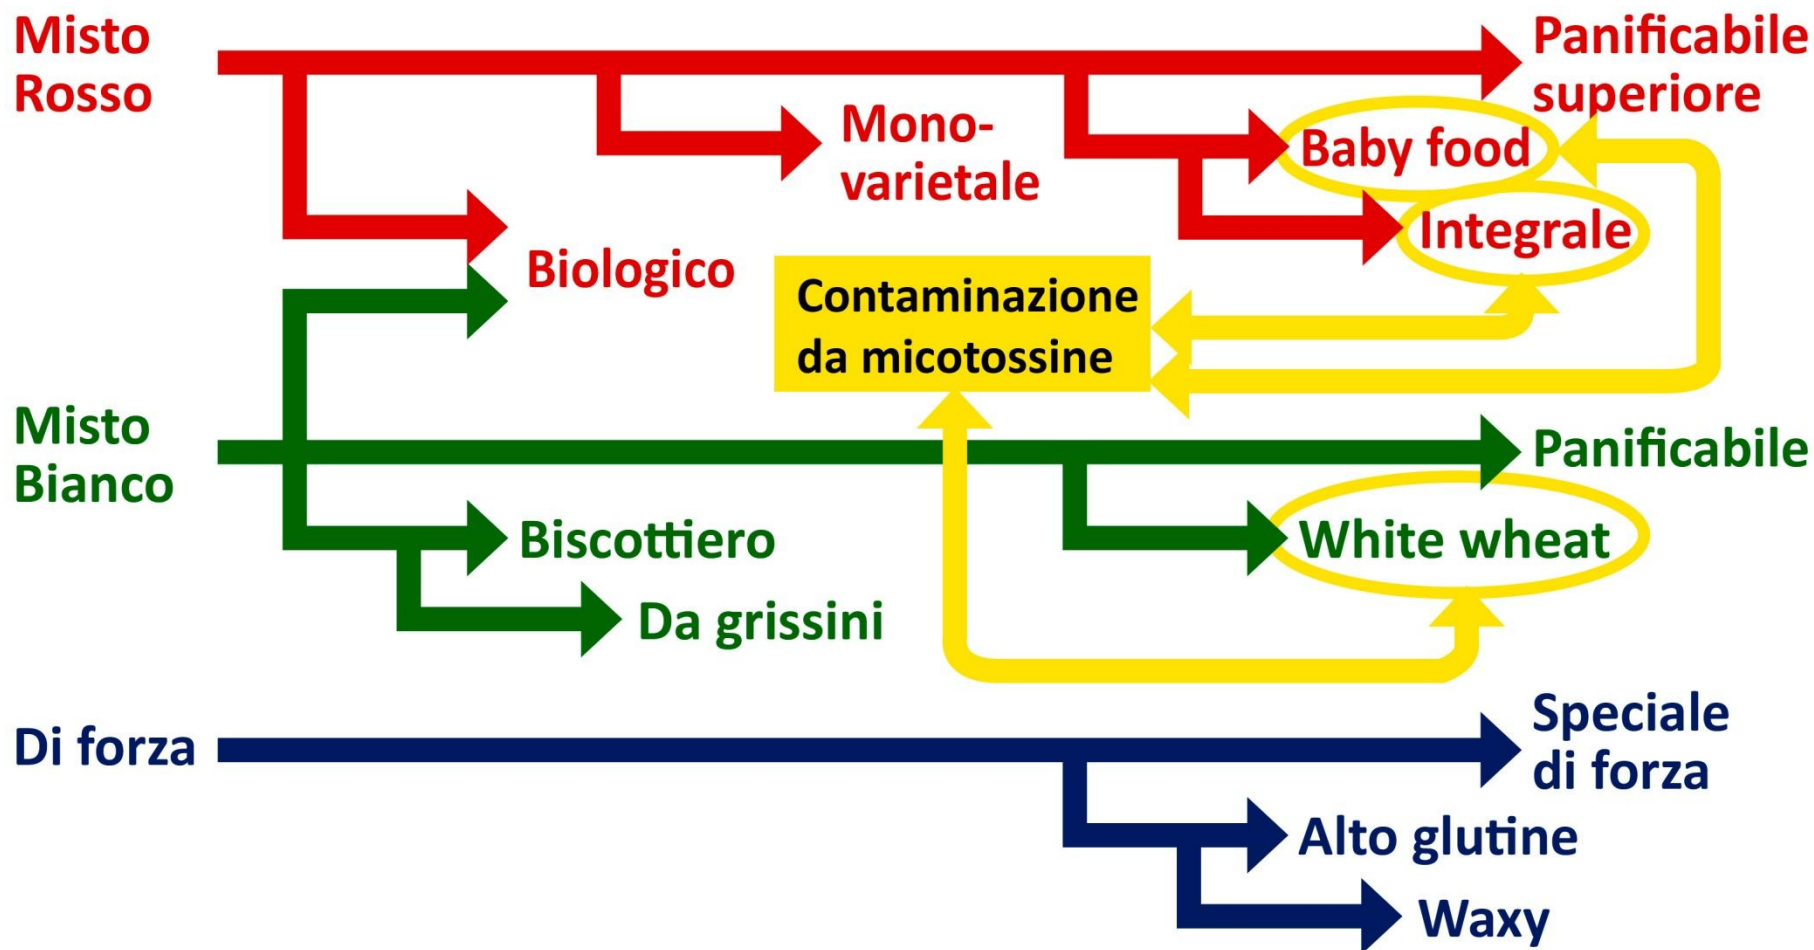 Misto
Rosso
Panificabile
superiore
Mono-
varietale
Baby food
Integrale
Biologico
Contaminazione
da micotossine
Misto
Bianco
Panificabile
Biscottiero
White wheat
Da grissini
Di forza
Speciale
di forza
Alto glutine
Waxy